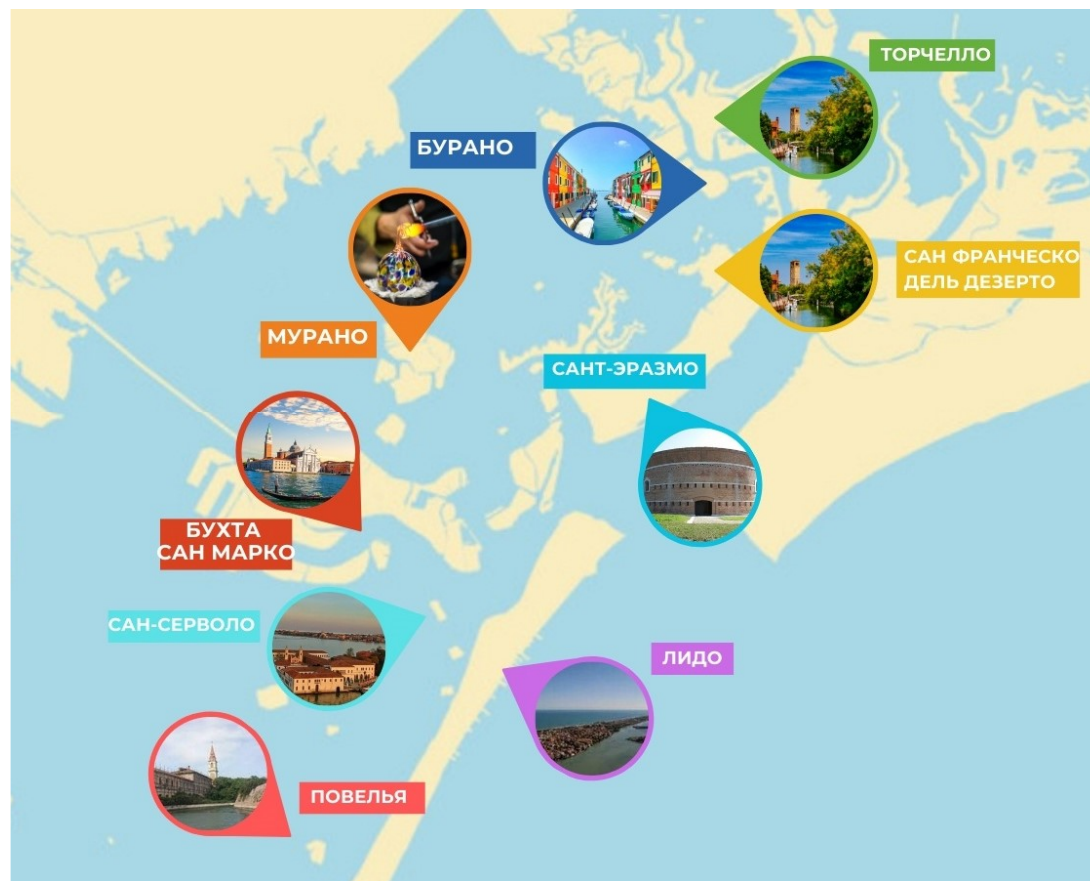 ТОРЧЕЛЛО
БУРАНО
САН ФРАНЧЕСКО
ДЕЛЬ ДЕЗЕРТО
МУРАНО
САНТ-ЭРАЗМО
БУХТА
САН МАРКО
САН-СЕРВОЛО
ЛИДО
ПОВЕЛЬЯ